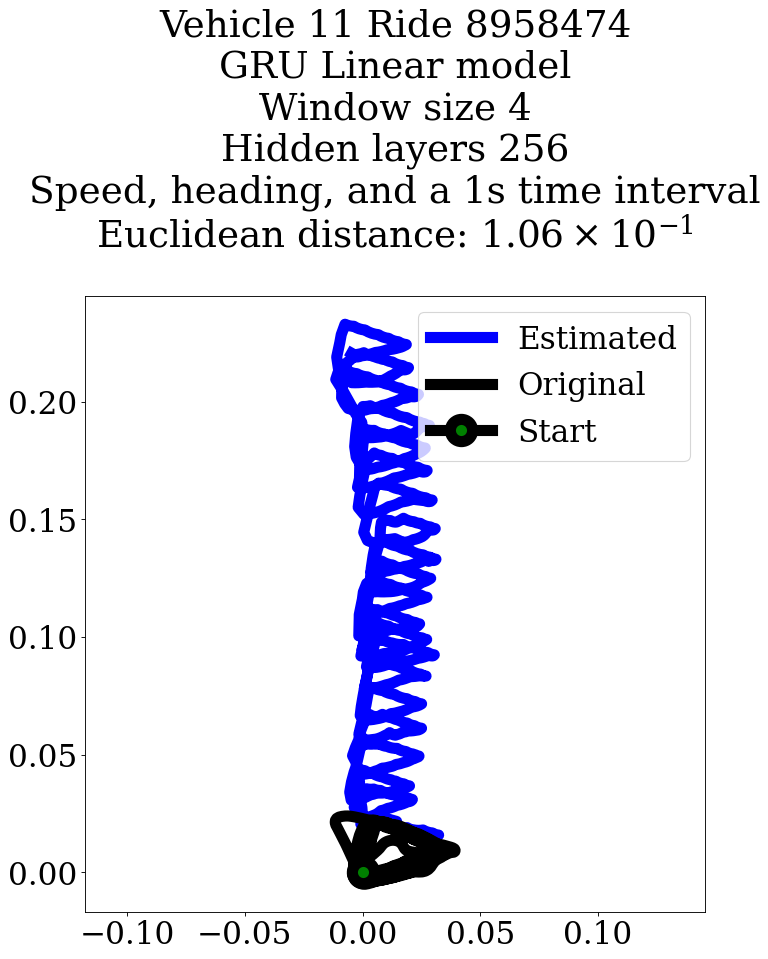 Vehicle 11 Ride 8958474
GRU Linear model
Window size 4
Hidden layers 256
Speed, heading, and a 1s time interval
Euclidean distance: 1.06 × 10⁻¹
Estimated
Original
Start
0.20
0.15
0.10
0.05
0.00
−0.10 −0.05 0.00 0.05 0.10